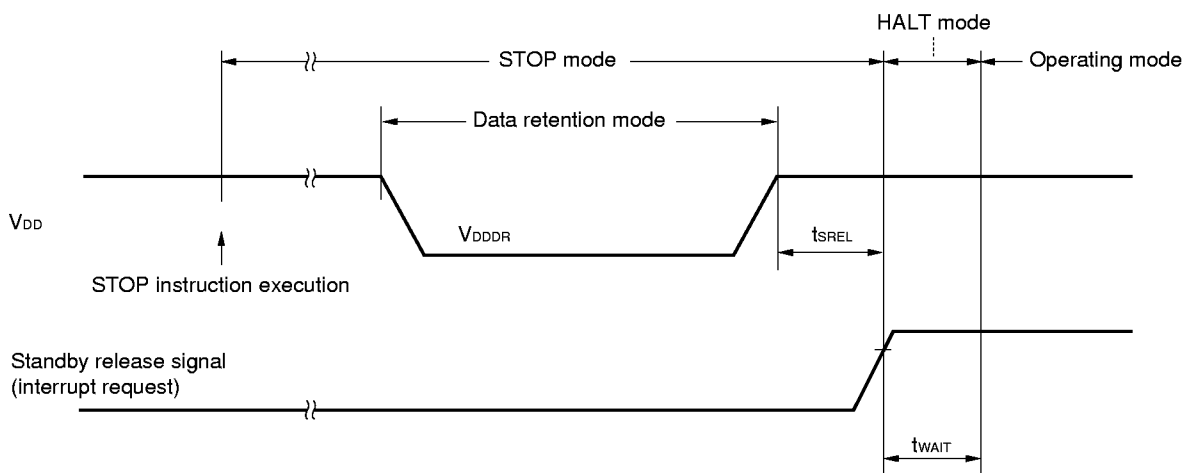 HALT mode
STOP mode
Operating mode
Data retention mode
VDD
VDDDR
tSREL
STOP instruction execution
Standby release signal
(interrupt request)
tWAIT